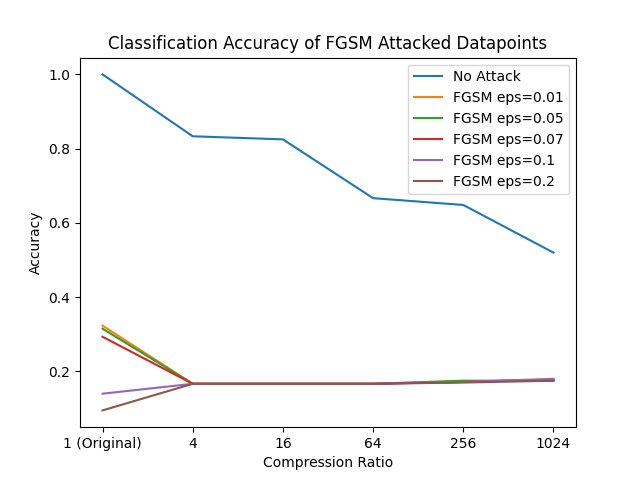 Classification Accuracy of FGSM Attacked Datapoints
1.0
0.8
0.6
0.4
0.2
Accuracy
No Attack
FGSM eps=0.01
FGSM eps=0.05
FGSM eps=0.07
FGSM eps=0.1
FGSM eps=0.2
1 (Original) 4 16 64 256 1024
Compression Ratio